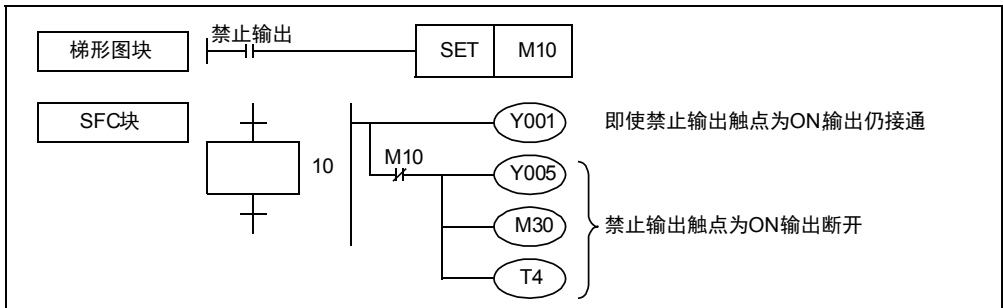 梯形图块
禁止输出
SET M10
SFC块
10
Y001
即使禁止输出触点为ON,输出仍接通
M10
Y005
M30
禁止输出触点为ON输出断开
T4